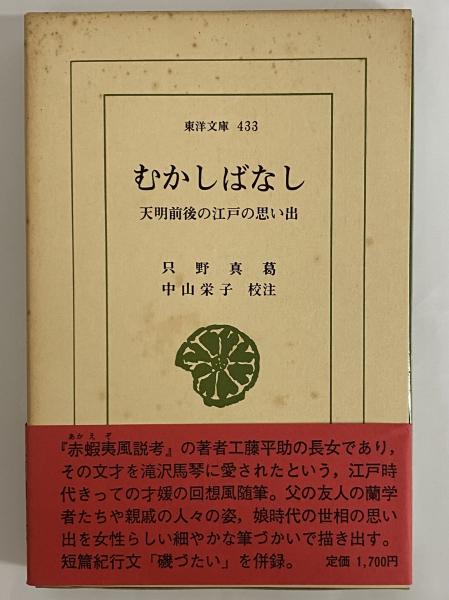 東洋文庫 433
むかしばなし
天明前後の江戸の思い出
只野真葛
中山栄子 校注
あかえぞ
『赤蝦夷風説考』の著者工藤平助の長女であり,
その文才を滝沢馬琴に愛されたという, 江戸時
代きっての才媛の回想風随筆。父の友人の蘭学
者たちや親戚の人々の姿, 娘時代の世相の思い
出を女性らしい細やかな筆づかいで描き出す。
短篇紀行文「磯づたい」を併録。 定価 1,700円